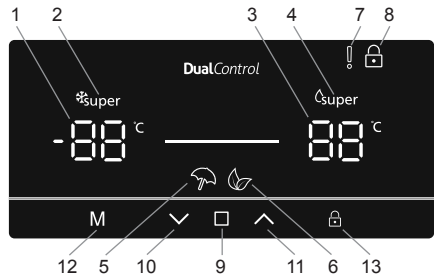 1 2 3 4 7 8
DualControl
super super
-88 °C 88 °C
M
12 5 10 9 11 6 13